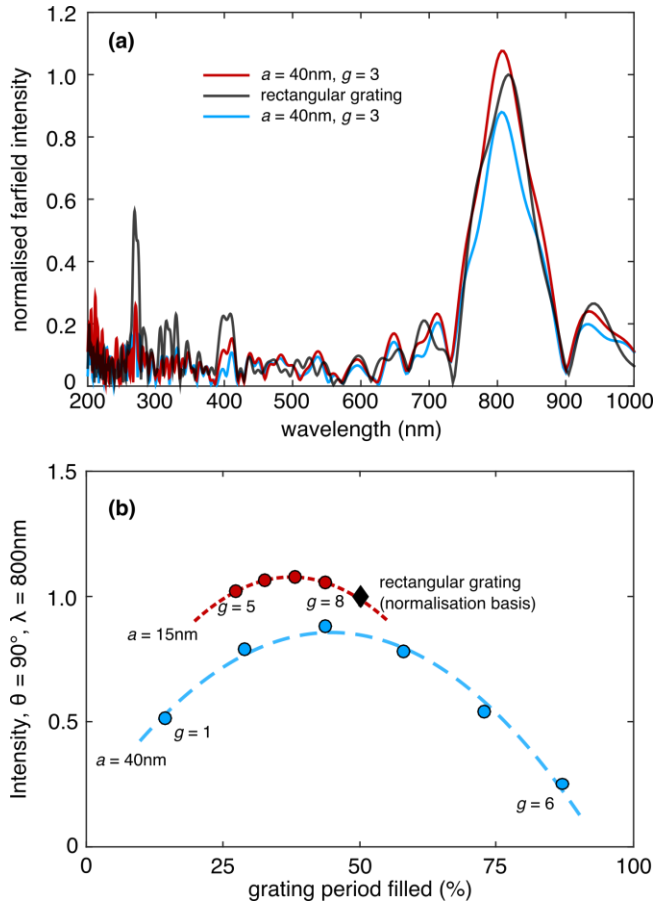 (a)
a = 40nm, g = 3
rectangular grating
a = 40nm, g = 3
normalised farfield intensity
1.2
1.0
0.8
0.6
0.4
0.2
0
200 300 400 500 600 700 800 900 1000
wavelength (nm)
(b)
Intensity, θ = 90°, λ = 800nm
1.5
1.0
0.5
0
rectangular grating
(normalisation basis)
g = 5
g = 8
a = 15nm
g = 1
a = 40nm
g = 6
0 25 50 75 100
grating period filled (%)